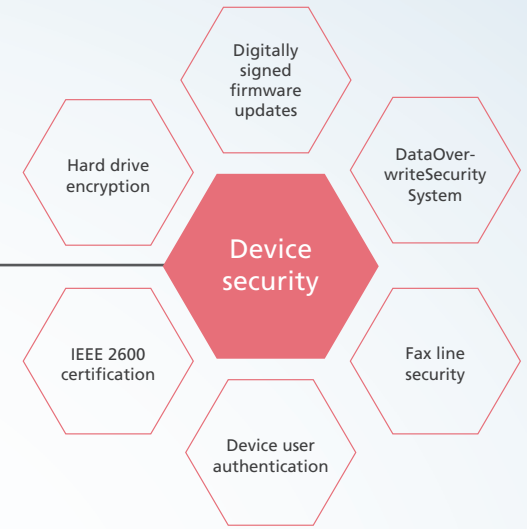 Digitally
signed
firmware
updates
Hard drive
encryption
DataOver-
writeSecurity
System
Device
security
IEEE 2600
certification
Fax line
security
Device user
authentication